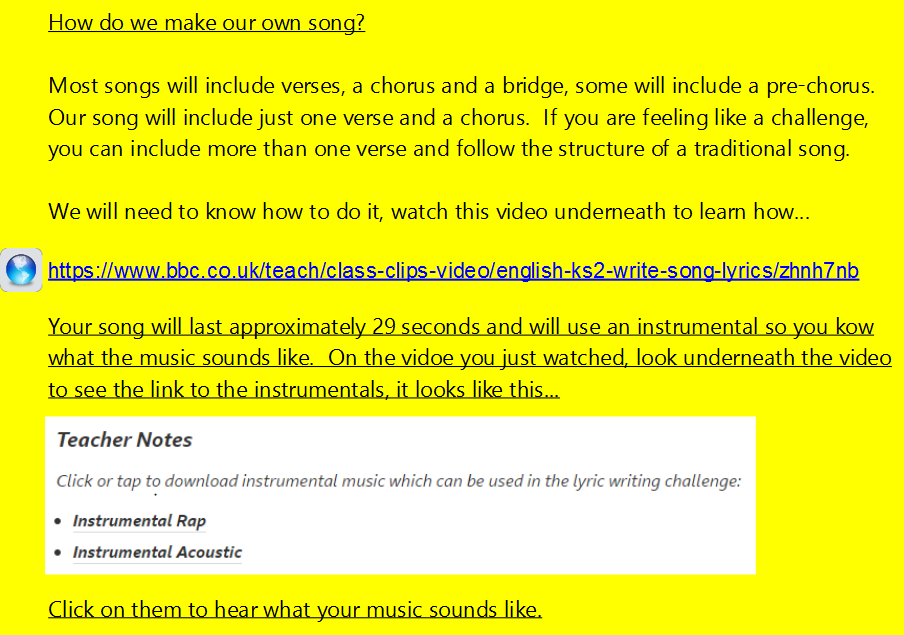 How do we make our own song?
Most songs will include verses, a chorus and a bridge, some will include a pre-chorus.
Our song will include just one verse and a chorus.  If you are feeling like a challenge,
you can include more than one verse and follow the structure of a traditional song.
We will need to know how to do it, watch this video underneath to learn how...
https://www.bbc.co.uk/teach/class-clips-video/english-ks2-write-song-lyrics/zhnh7nb
Your song will last approximately 29 seconds and will use an instrumental so you kow
what the music sounds like.  On the vidoe you just watched, look underneath the video
to see the link to the instrumentals, it looks like this...
Teacher Notes
Click or tap to download instrumental music which can be used in the lyric writing challenge:
• Instrumental Rap
• Instrumental Acoustic
Click on them to hear what your music sounds like.